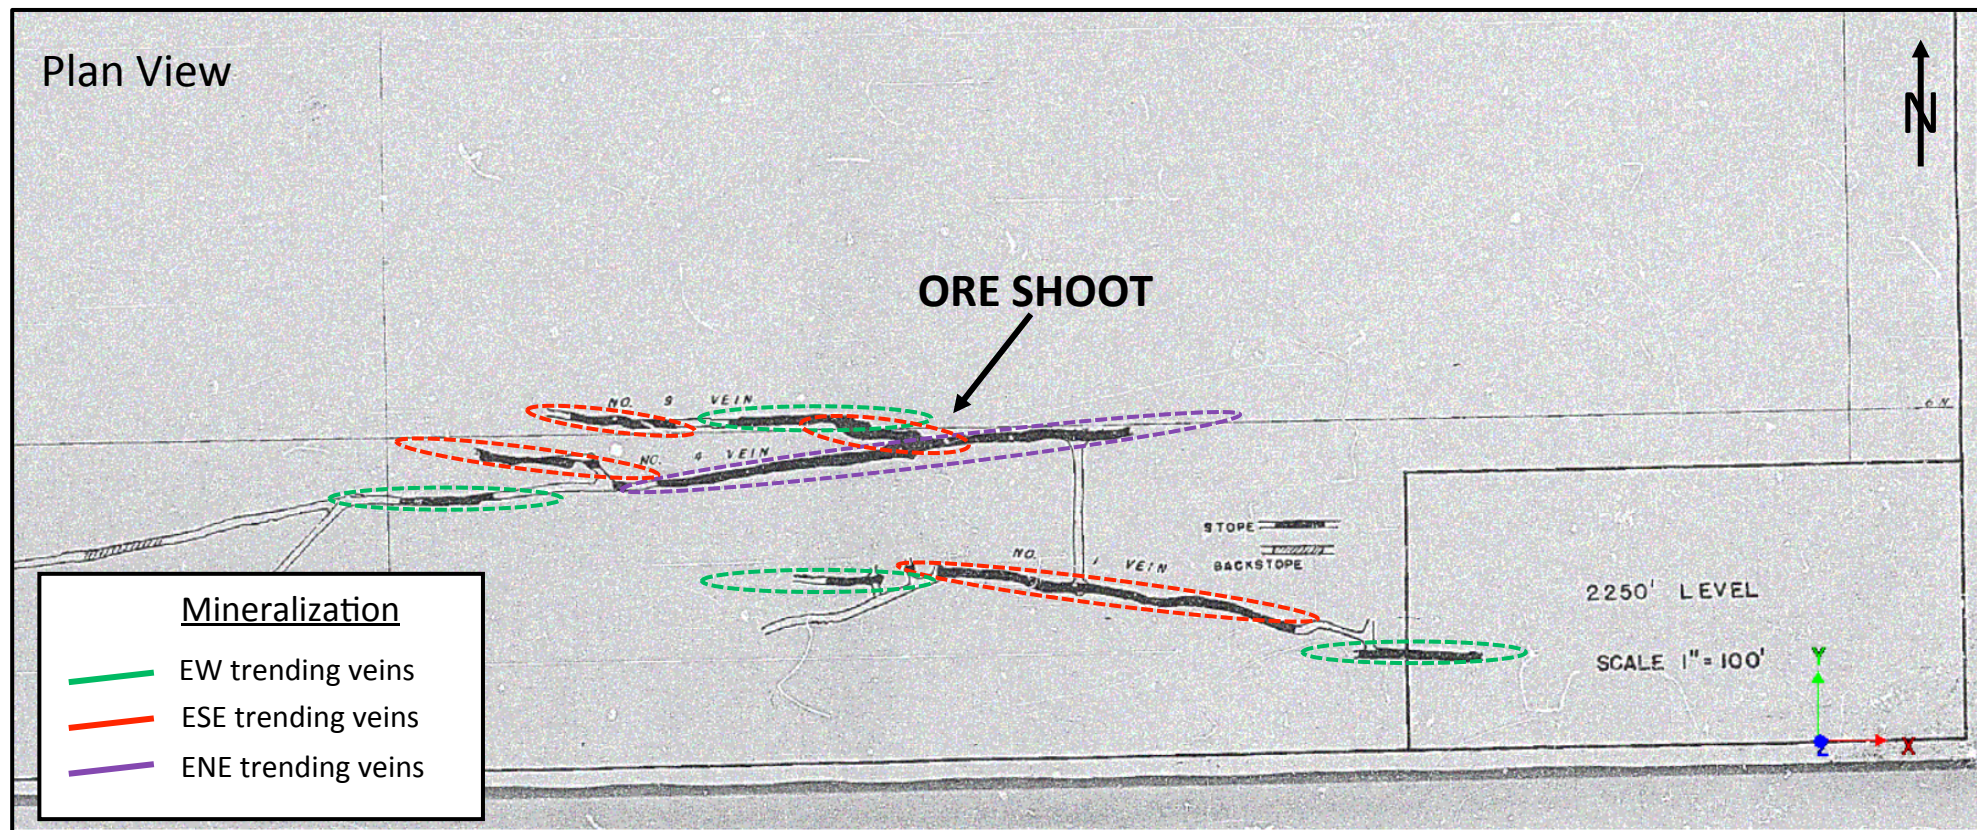 Plan View
N
ORE SHOOT
NO. 9 VEIN
6 N
NO. 4 VEIN
STOPE
NO. 1 VEIN
BACKSTOPE
2250' LEVEL
SCALE 1"=100'
Mineralization
EW trending veins
ESE trending veins
ENE trending veins
Y
Z
X